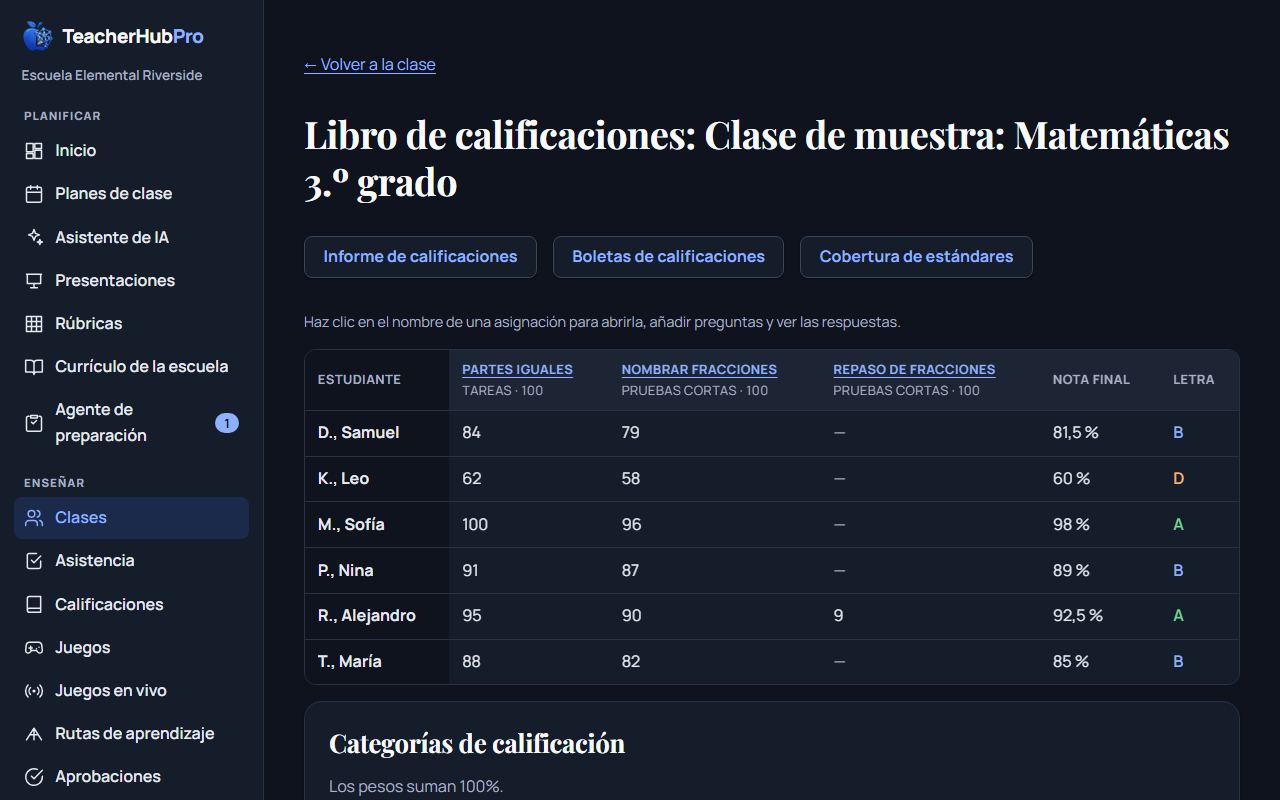 TeacherHubPro
Escuela Elemental Riverside
PLANIFICAR
Inicio
Planes de clase
Asistente de IA
Presentaciones
Rúbricas
Currículo de la escuela
Agente de
preparación
1
ENSEÑAR
Clases
Asistencia
Calificaciones
Juegos
Juegos en vivo
Rutas de aprendizaje
Aprobaciones
← Volver a la clase
Libro de calificaciones: Clase de muestra: Matemáticas
3.º grado
Informe de calificaciones
Boletas de calificaciones
Cobertura de estándares
Haz clic en el nombre de una asignación para abrirla, añadir preguntas y ver las respuestas.
ESTUDIANTE PARTES IGUALES NOMBRAR FRACCIONES REPASO DE FRACCIONES NOTA FINAL LETRA
TAREAS · 100 PRUEBAS CORTAS · 100 PRUEBAS CORTAS · 100
D., Samuel 84 79 — 81,5 % B
K., Leo 62 58 — 60 % D
M., Sofía 100 96 — 98 % A
P., Nina 91 87 — 89 % B
R., Alejandro 95 90 9 92,5 % A
T., María 88 82 — 85 % B
Categorías de calificación
Los pesos suman 100%.